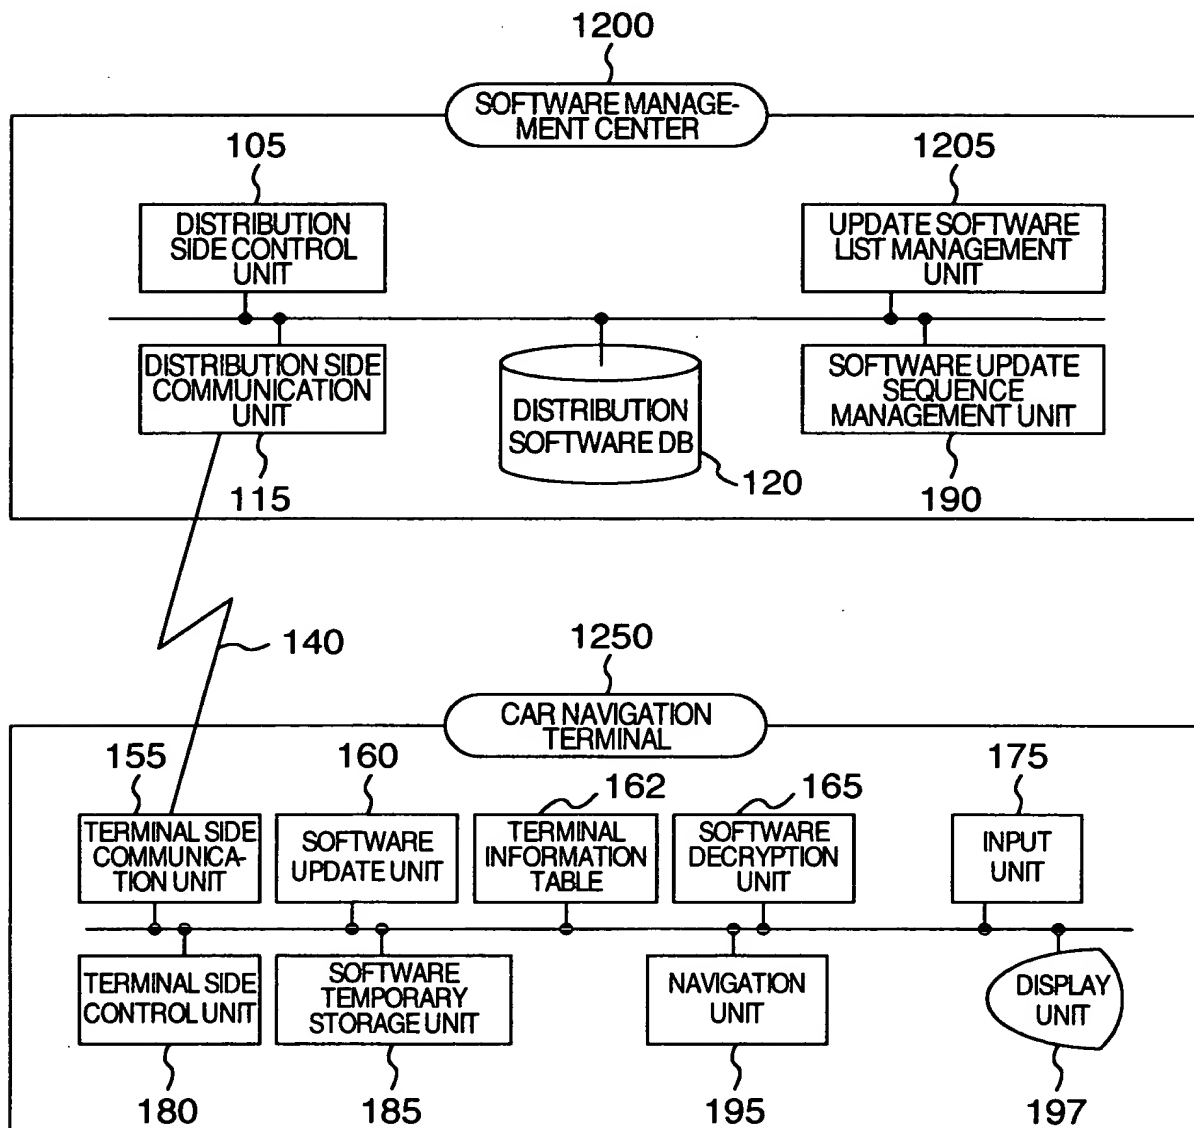 1200
SOFTWARE MANAGE-
MENT CENTER
105
1205
DISTRIBUTION
SIDE CONTROL
UNIT
UPDATE SOFTWARE
LIST MANAGEMENT
UNIT
DISTRIBUTION SIDE
COMMUNICATION
UNIT
DISTRIBUTION
SOFTWARE DB
SOFTWARE UPDATE
SEQUENCE
MANAGEMENT UNIT
115
120
190
140
1250
CAR NAVIGATION
TERMINAL
155
160
162
165
175
TERMINAL SIDE
COMMUNICA-
TION UNIT
SOFTWARE
UPDATE UNIT
TERMINAL
INFORMATION
TABLE
SOFTWARE
DECRYPTION
UNIT
INPUT
UNIT
TERMINAL SIDE
CONTROL UNIT
SOFTWARE
TEMPORARY
STORAGE UNIT
NAVIGATION
UNIT
DISPLAY
UNIT
180
185
195
197